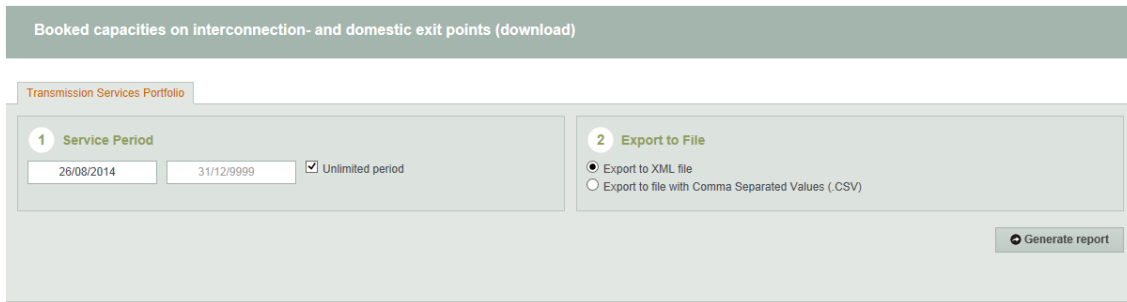 Booked capacities on interconnection- and domestic exit points (download)
Transmission Services Portfolio
1 Service Period
26/08/2014 31/12/9999 Unlimited period
2 Export to File
Export to XML file
Export to file with Comma Separated Values (.CSV)
Generate report